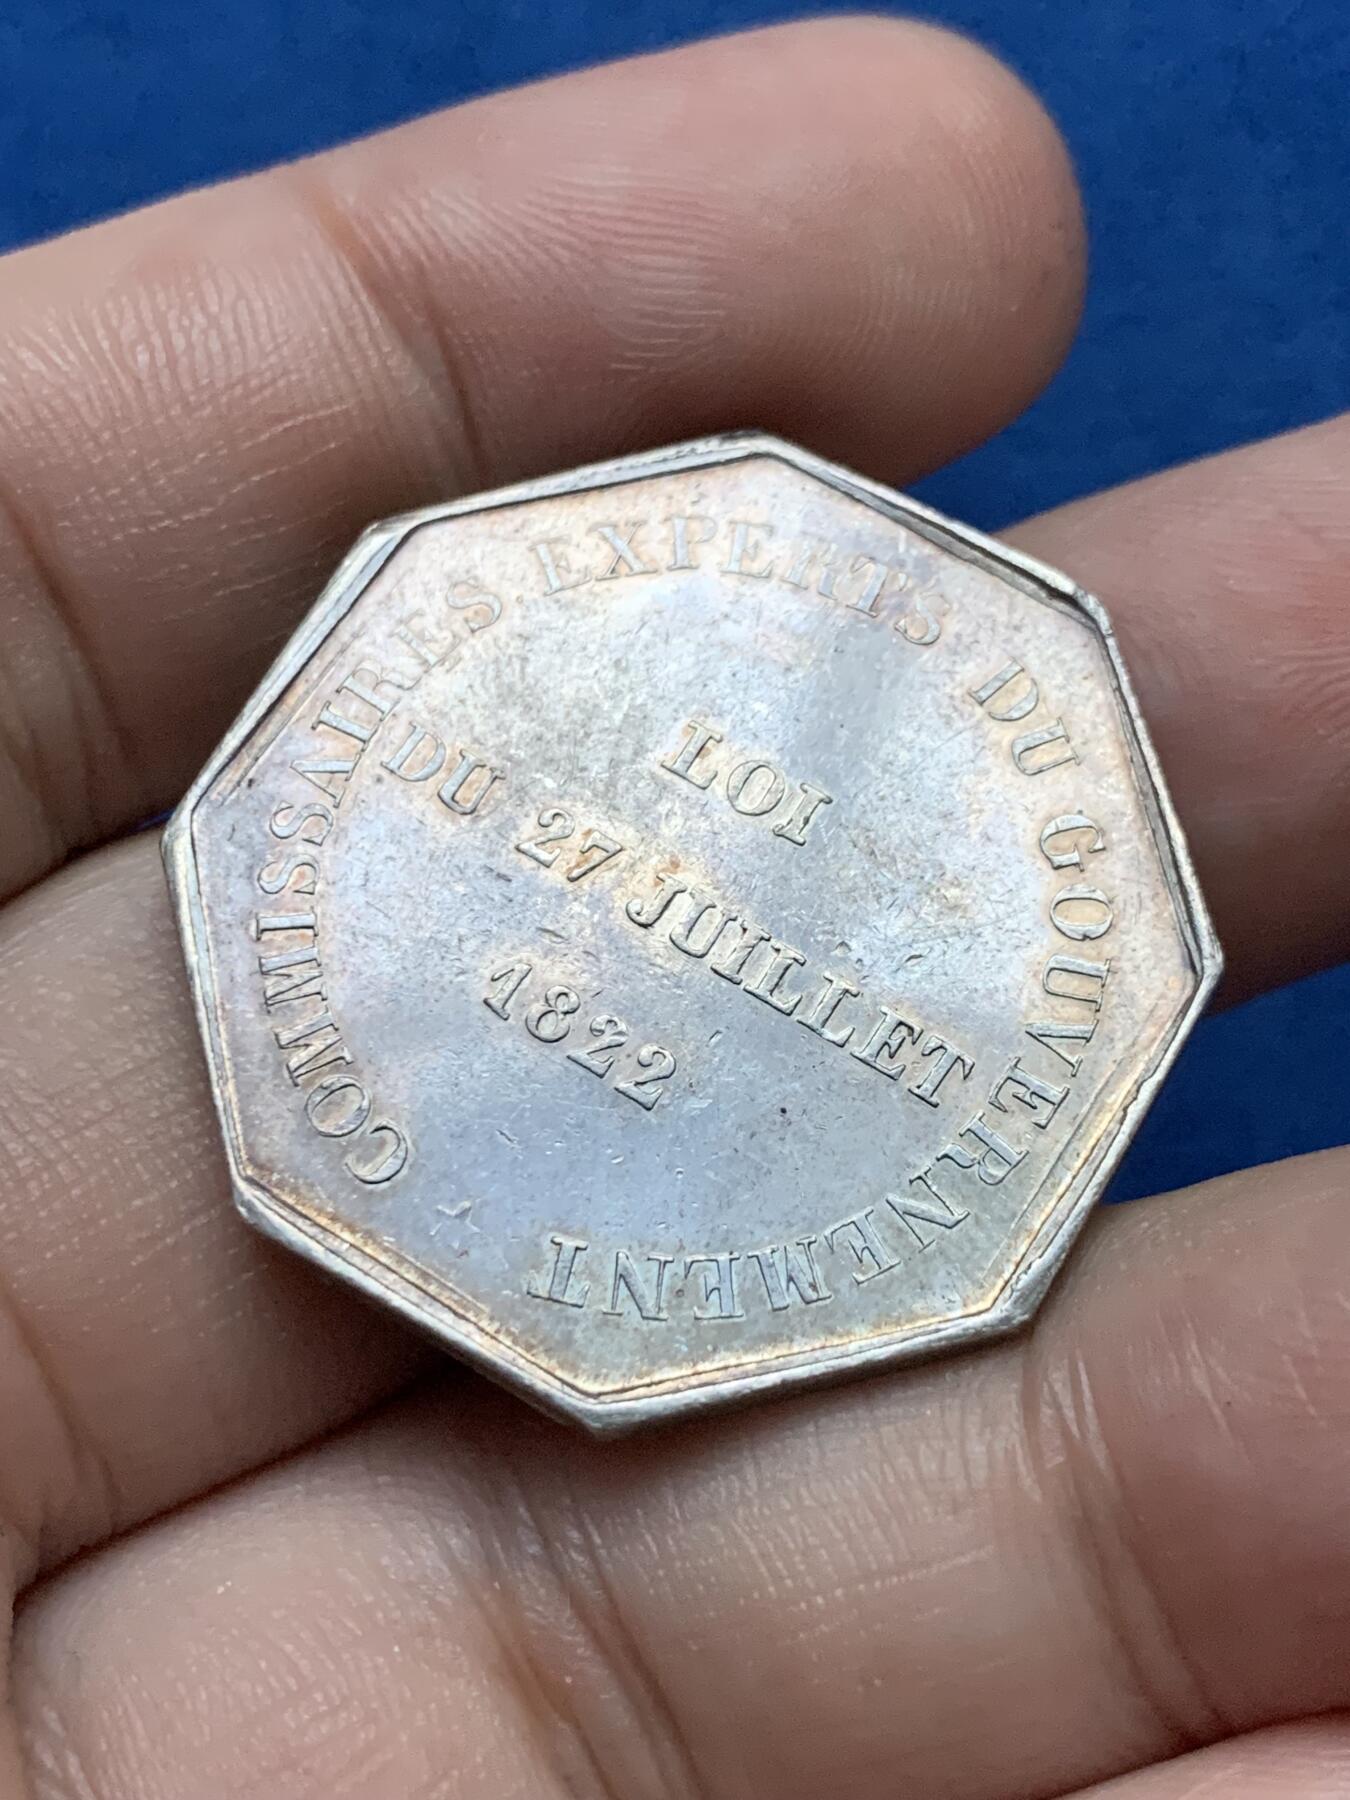 COMMISSAIRES EXPERTS DU GOUVERNEMENT
LOI
DU 27 JUILLET
1822